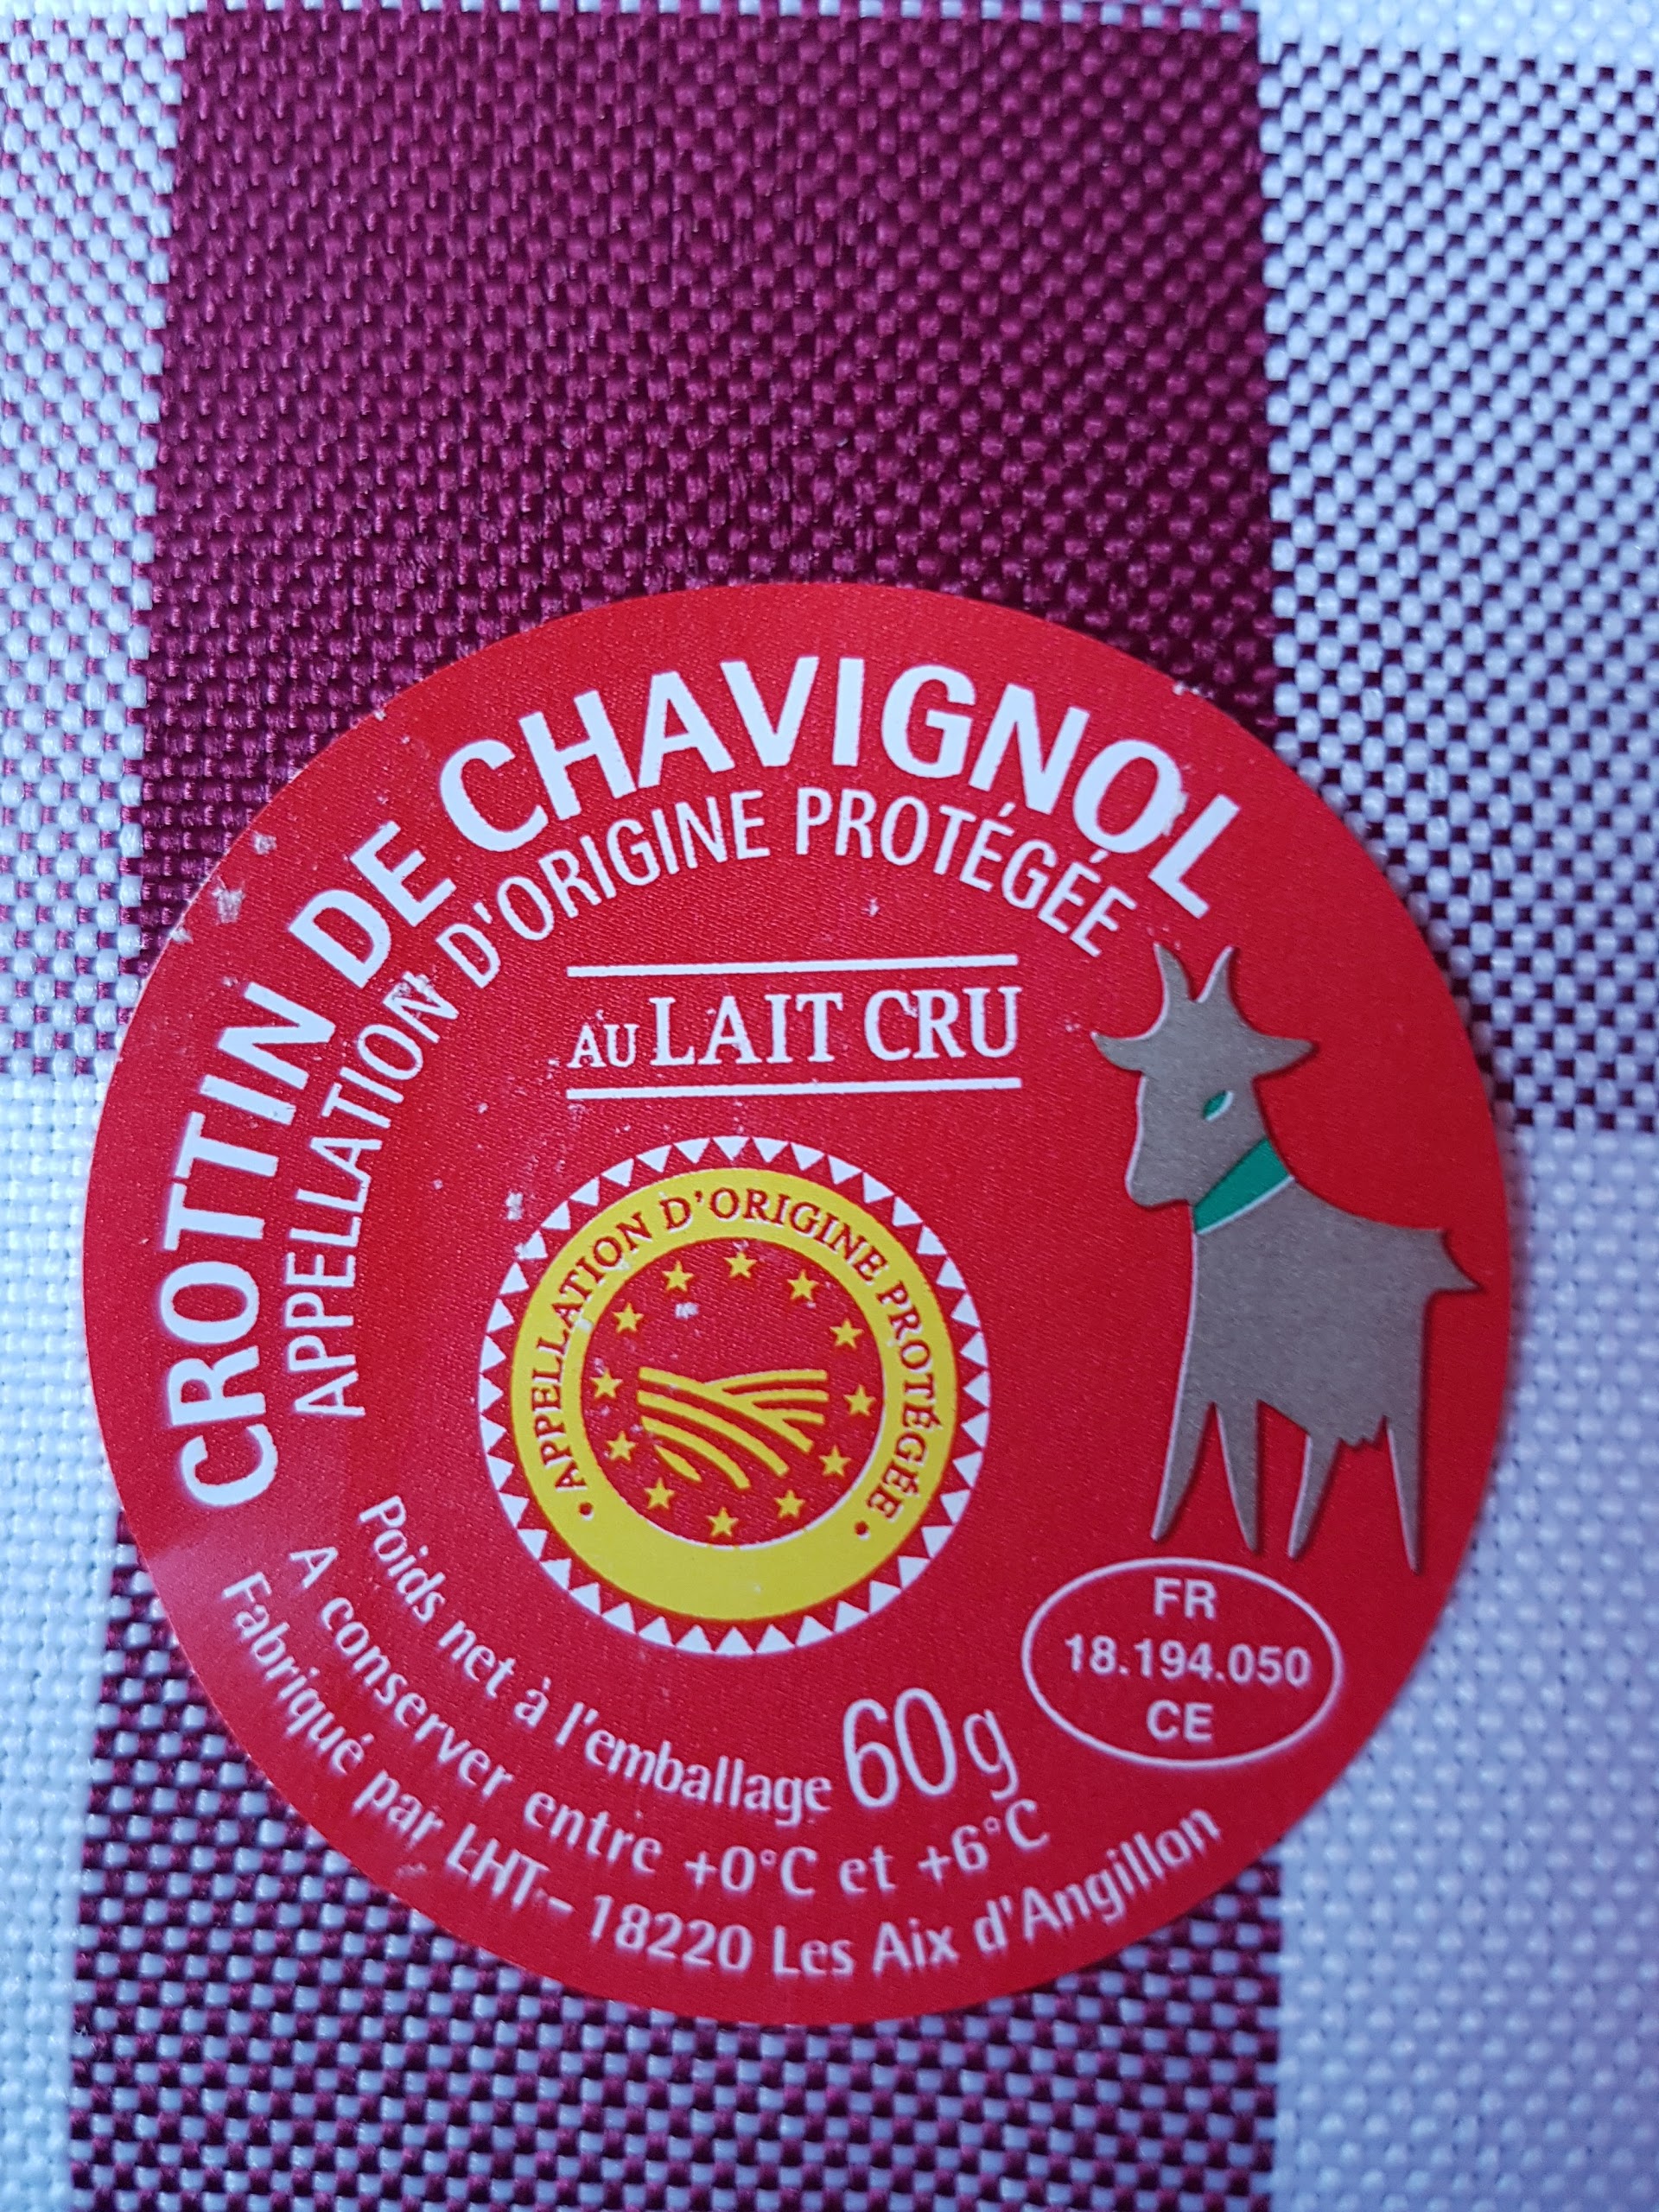 CROTTIN DE CHAVIGNOL
APPELLATION D'ORIGINE PROTÉGÉE
AU LAIT CRU
• APPELLATION D'ORIGINE PROTÉGÉE •
FR
18.194.050
CE
Poids net à l'emballage 60g
A conserver entre +0°C et +6°C
Fabriqué par LHT - 18220 Les Aix d'Angillon